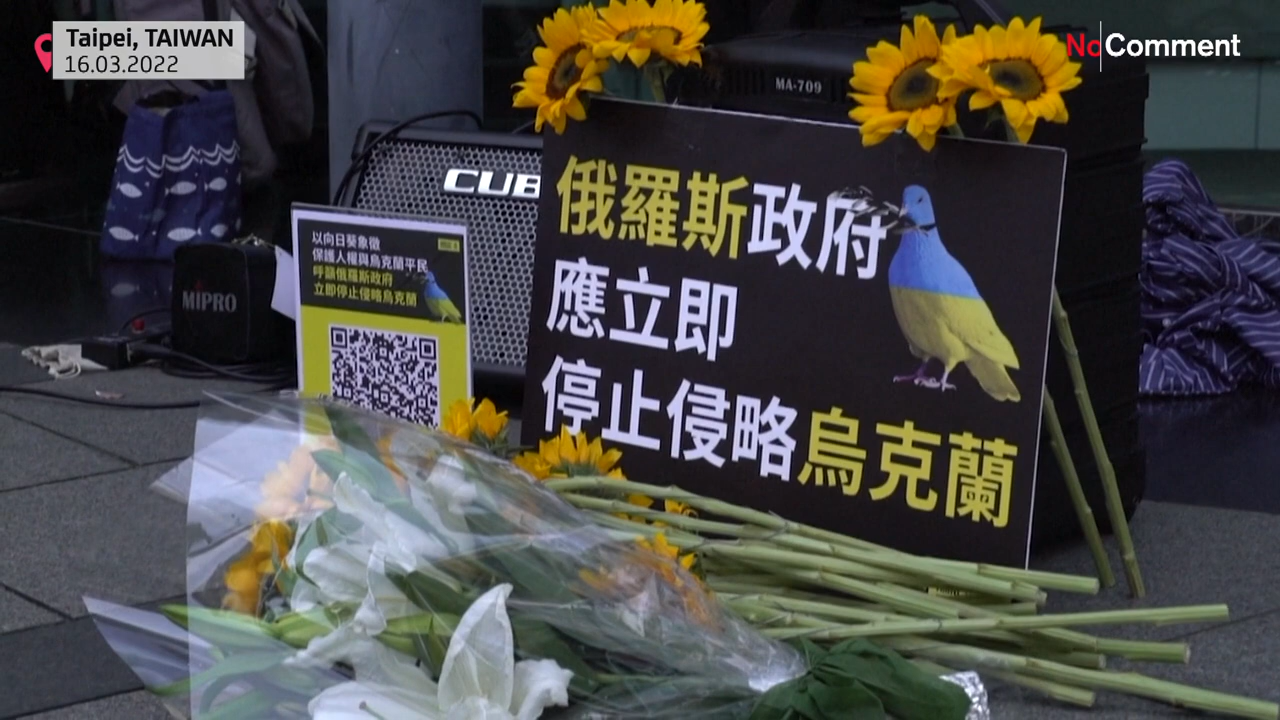 Taipei, TAIWAN
16.03.2022
No Comment
MA-709
CUB
MIPRO
俄羅斯政府
應立即
停止侵略烏克蘭
以向日葵象徵
保護人權與烏克蘭平民
呼籲俄羅斯政府
立即停止侵略烏克蘭